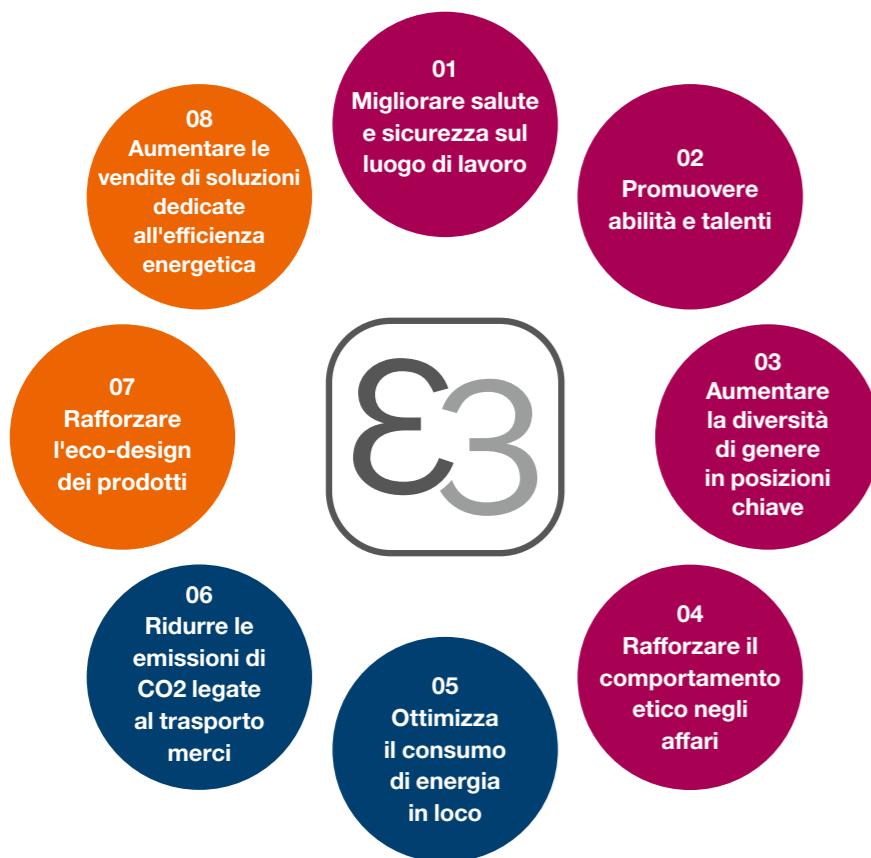 01
Migliorare salute
e sicurezza sul
luogo di lavoro
02
Promuovere
abilità e talenti
03
Aumentare
la diversità
di genere
in posizioni
chiave
04
Rafforzare il
comportamento
etico negli
affari
05
Ottimizza
il consumo
di energia
in loco
06
Ridurre le
emissioni di
CO2 legate
al trasporto
merci
07
Rafforzare
l'eco-design
dei prodotti
08
Aumentare le
vendite di soluzioni
dedicate
all'efficienza
energetica
Ɛ3